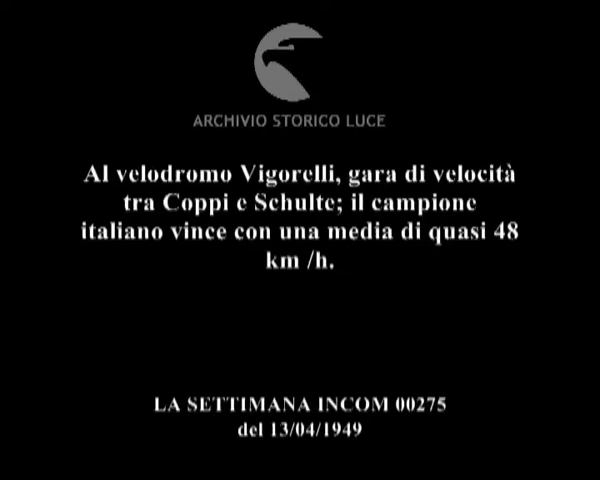 ARCHIVIO STORICO LUCE
Al velodromo Vigorelli, gara di velocità
tra Coppi e Schulte; il campione
italiano vince con una media di quasi 48
km /h.
LA SETTIMANA INCOM 00275
del 13/04/1949